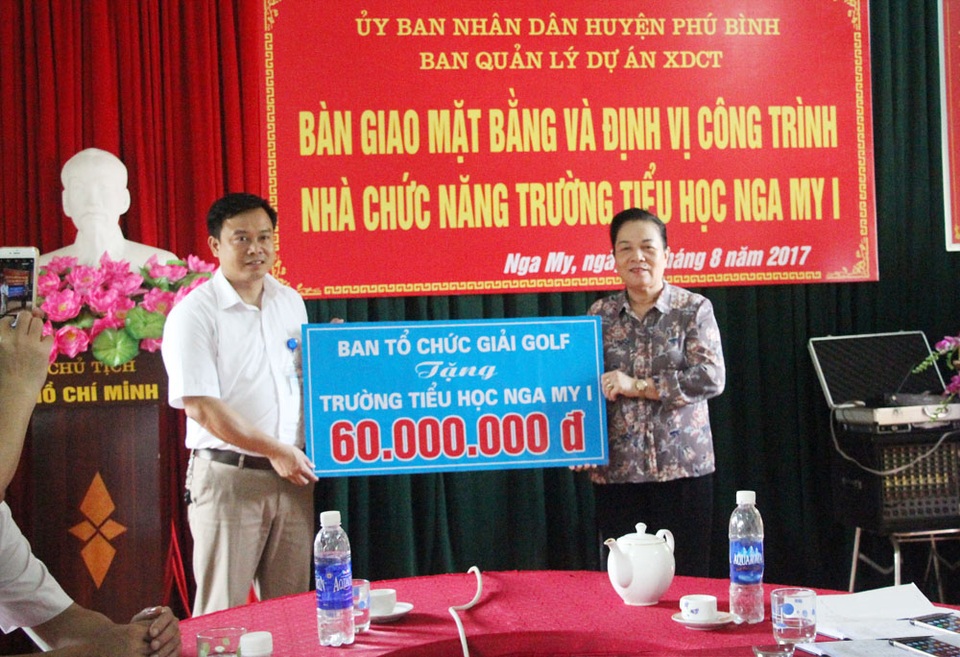 ỦY BAN NHÂN DÂN HUYỆN PHÚ BÌNH
BAN QUẢN LÝ DỰ ÁN XDCT
BÀN GIAO MẶT BẰNG VÀ ĐỊNH VỊ CÔNG TRÌNH
NHÀ CHỨC NĂNG TRƯỜNG TIỂU HỌC NGA MY I
Nga My, ngà tháng 8 năm 2017
BAN TỔ CHỨC GIẢI GOLF
Tặng
TRƯỜNG TIỂU HỌC NGA MY I
60.000.000 đ
CHỦ TỊCH
HỒ CHÍ MINH